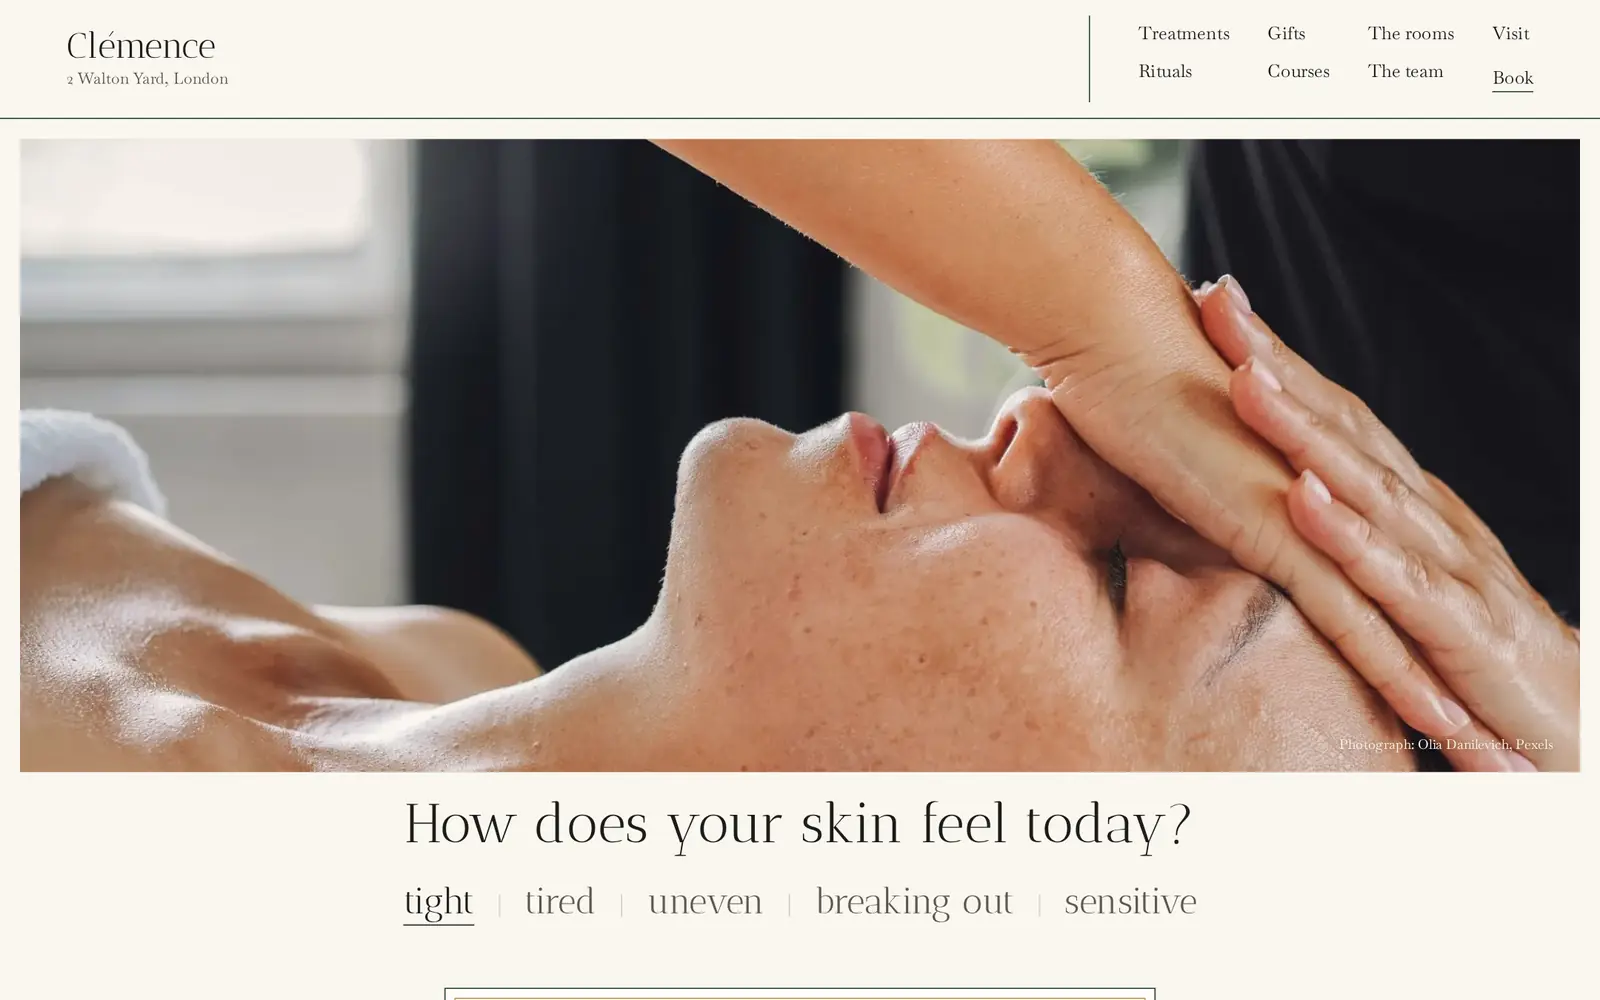 Clémence
2 Walton Yard, London
Treatments
Rituals
Gifts
Courses
The rooms
The team
Visit
Book
Photograph: Olia Danilevich, Pexels
How does your skin feel today?
tight | tired | uneven | breaking out | sensitive